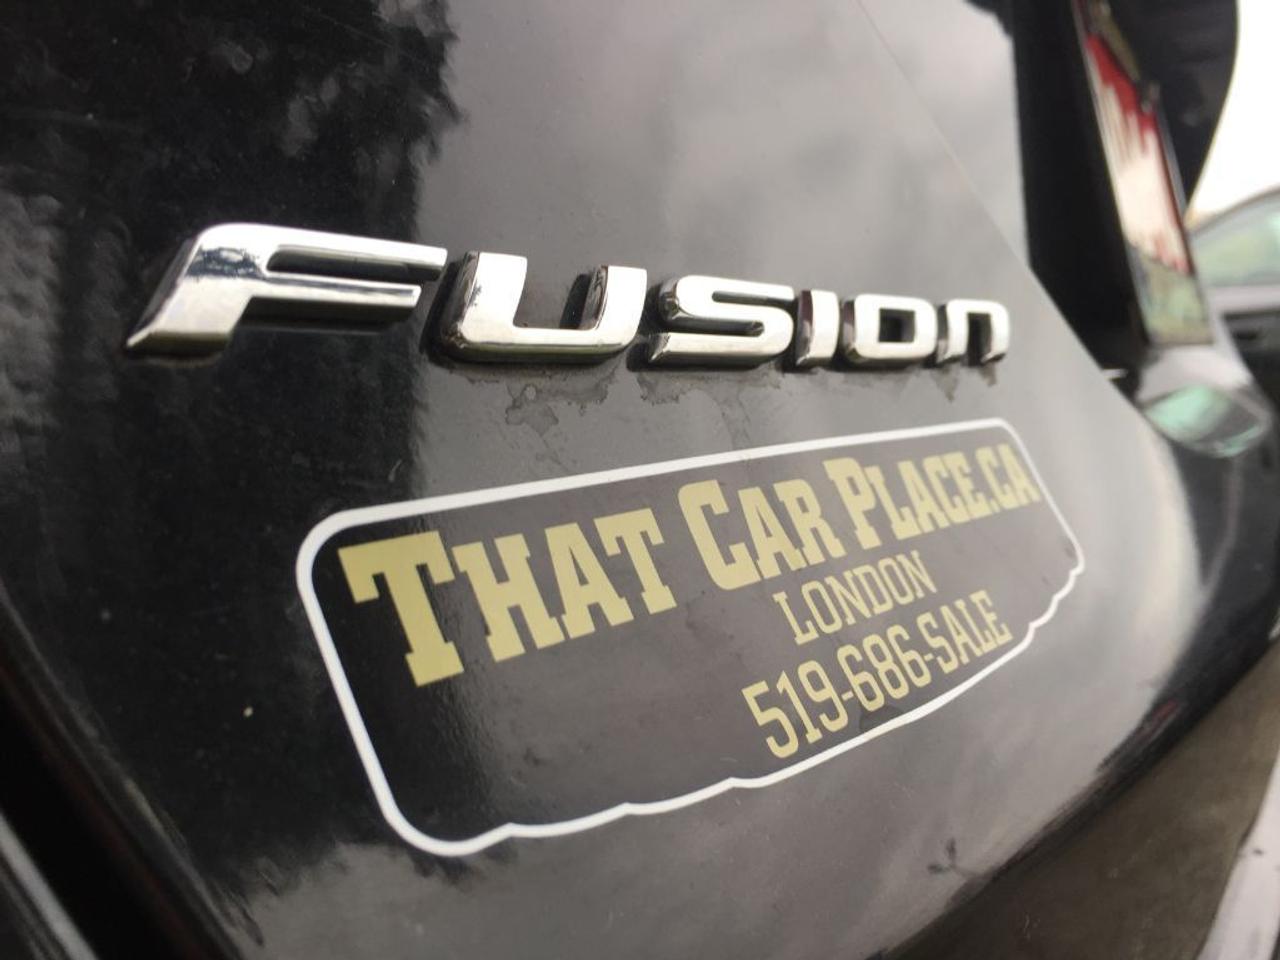 FUSION
THAT CAR PLACE.CA
LONDON
519-686-SALE